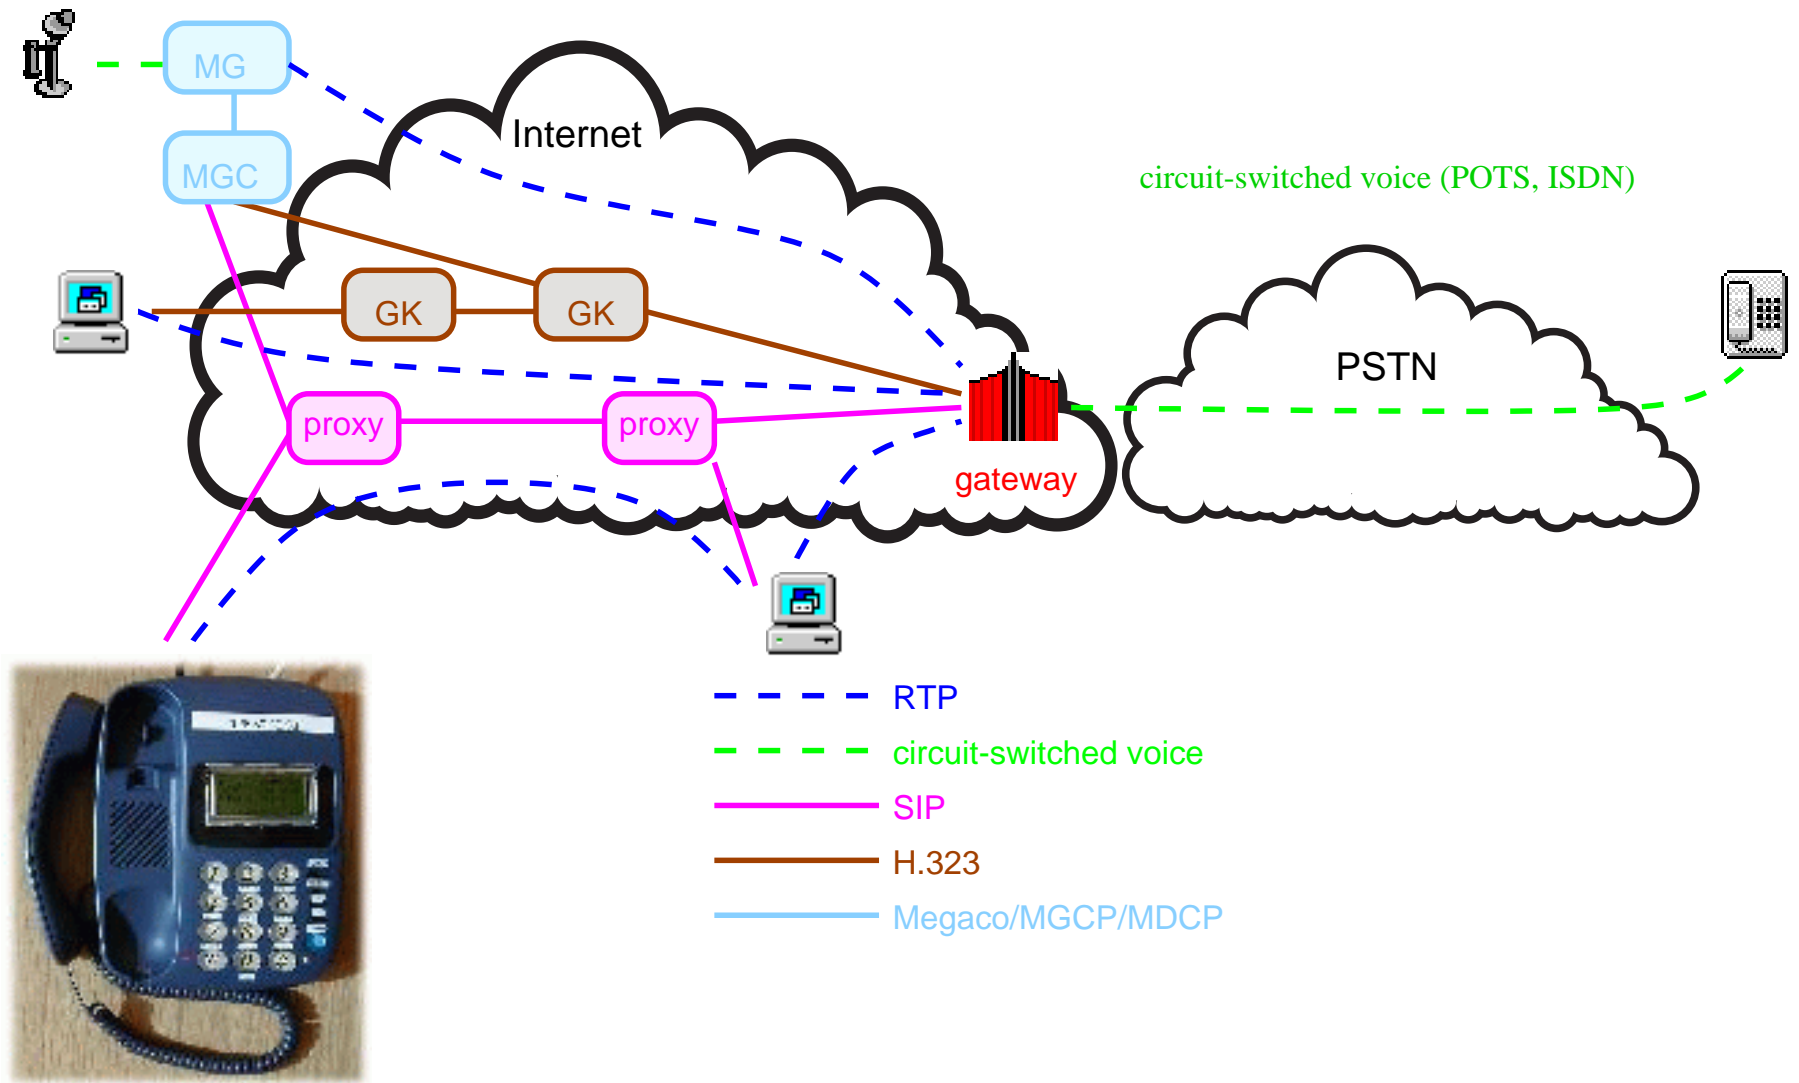 MG
Internet
MGC
circuit-switched voice (POTS, ISDN)
GK
GK
PSTN
proxy
proxy
gateway
RTP
circuit-switched voice
SIP
H.323
Megaco/MGCP/MDCP